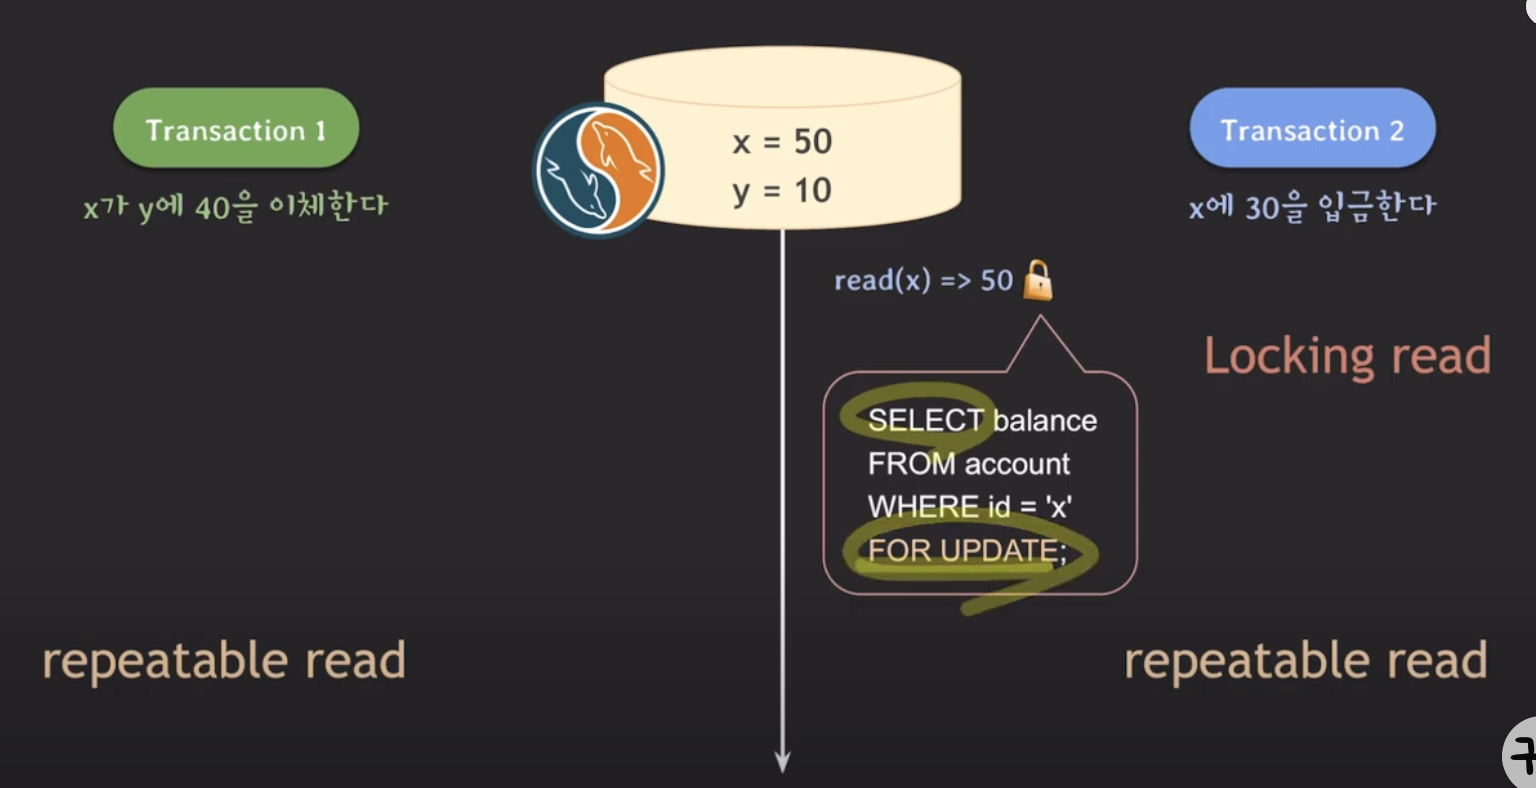 Transaction 1
x가 y에 40을 이체한다
x = 50
y = 10
Transaction 2
x에 30을 입금한다
read(x) => 50
Locking read
SELECT balance
FROM account
WHERE id = 'x'
FOR UPDATE;
repeatable read
repeatable read